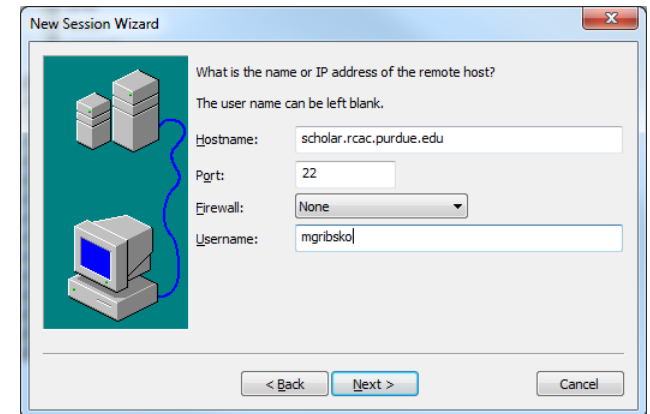 New Session Wizard
What is the name or IP address of the remote host?
The user name can be left blank.
Hostname: scholar.rcac.purdue.edu
Port: 22
Firewall: None
Username: mgribsko
< Back Next > Cancel